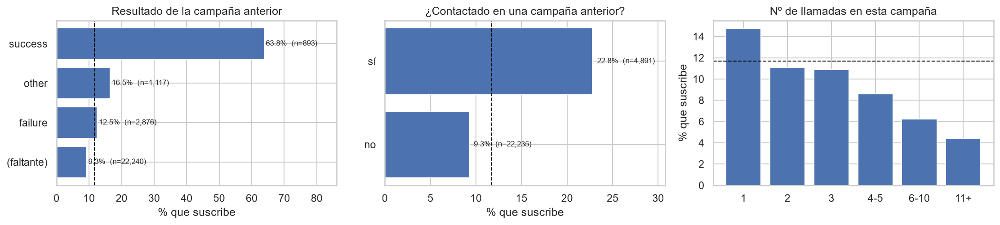 Resultado de la campaña anterior
success
other
failure
(faltante)
63.8%  (n=893)
16.5%  (n=1,117)
12.5%  (n=2,876)
9.3%  (n=22,240)
0 10 20 30 40 50 60 70 80
% que suscribe
¿Contactado en una campaña anterior?
sí
no
22.8%  (n=4,891)
9.3%  (n=22,235)
0 5 10 15 20 25 30
% que suscribe
Nº de llamadas en esta campaña
% que suscribe
14
12
10
8
6
4
2
0
1 2 3 4-5 6-10 11+